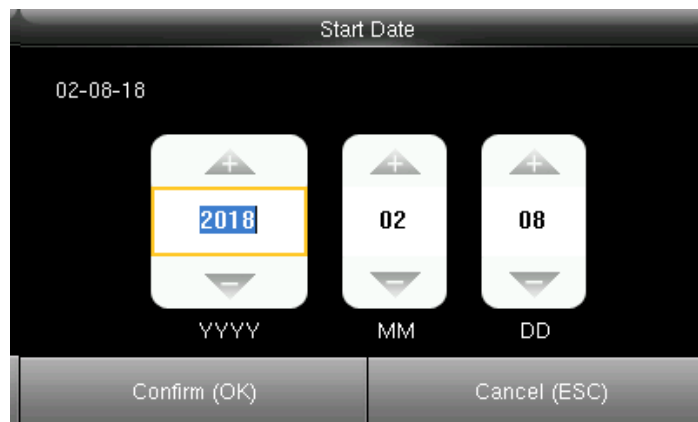 Start Date
02-08-18
+ + +
2018 02 08
- - -
YYYY MM DD
Confirm (OK) Cancel (ESC)